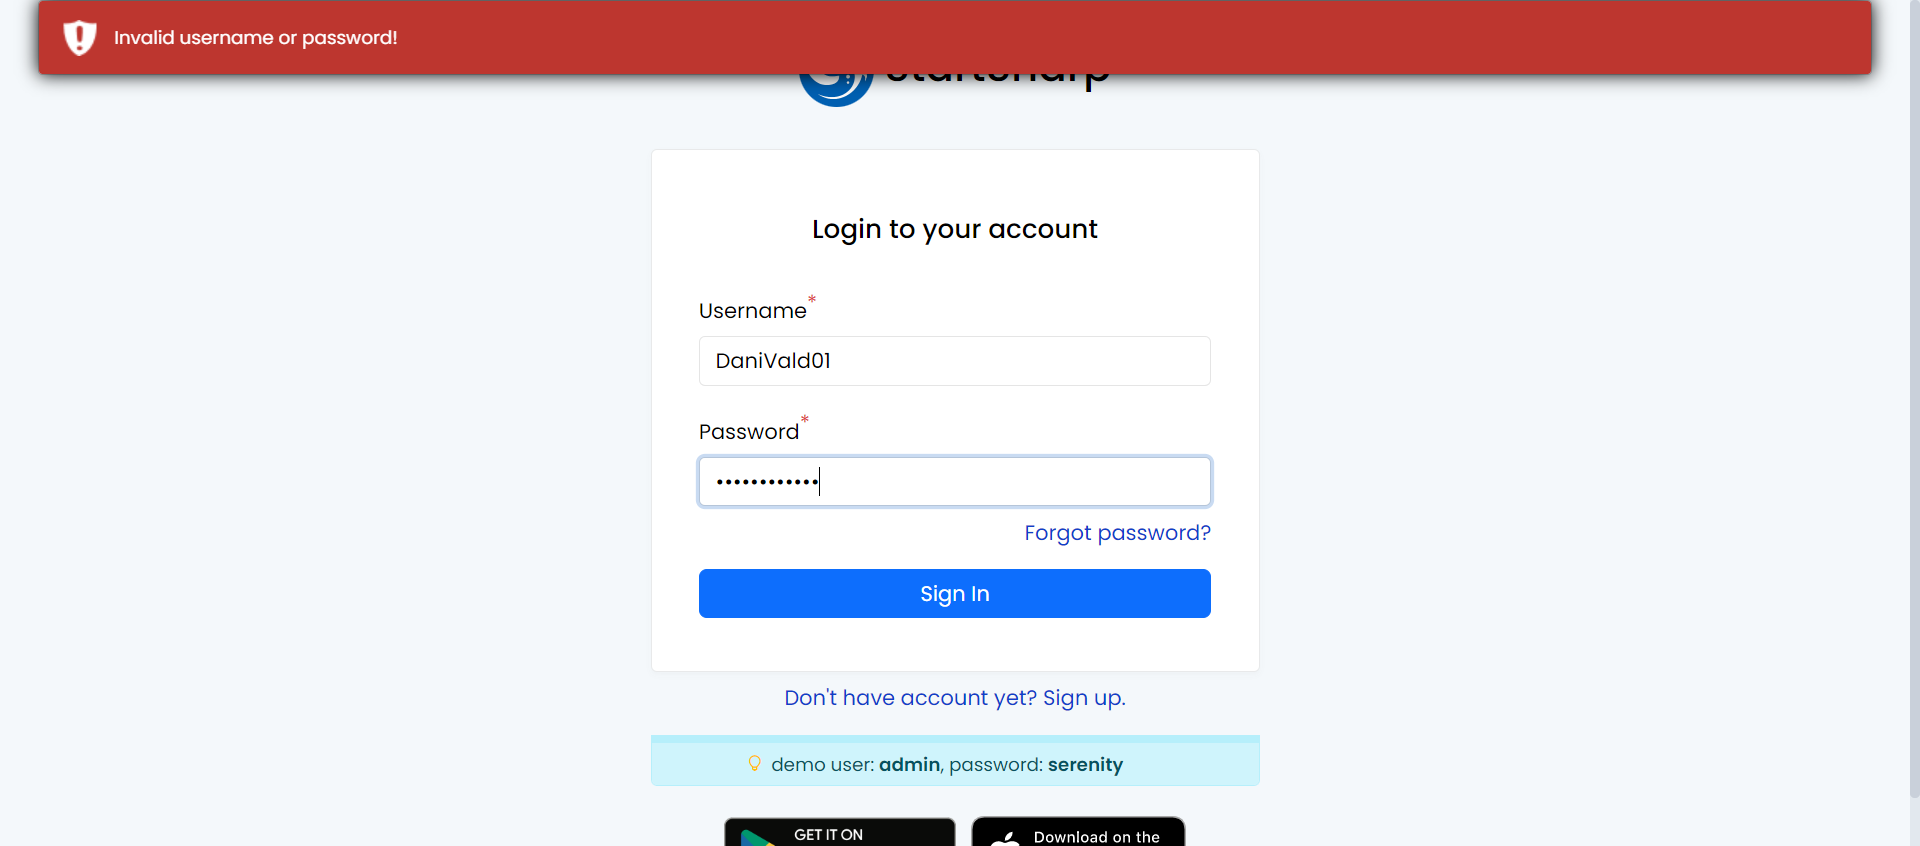 Invalid username or password!
Login to your account
Username*
DaniVald01
Password*
••••••••••••
Forgot password?
Sign In
Don't have account yet? Sign up.
demo user: admin, password: serenity
GET IT ON
Download on the